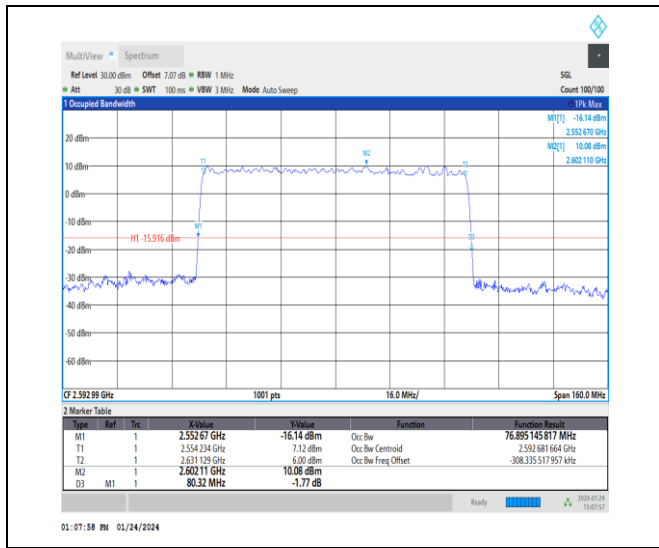 MultiView Spectrum
Ref Level 30.00 dBm Offset 7.07 dB RBW 1 MHz SGL
Att 30 dB SWT 100 ms VBW 3 MHz Mode Auto Sweep Count 100/100
1 Occupied Bandwidth 1Pk Max
M1[1] -16.14 dBm
2.552 670 GHz
20 dBm
M2[1] 10.08 dBm
2.602 110 GHz
M2
T1
10 dBm
0 dBm
-10 dBm
M1
H1 -15.916 dBm
D3
-20 dBm
-30 dBm
-40 dBm
-50 dBm
-60 dBm
CF 2.592 99 GHz 1001 pts 16.0 MHz/ Span 160.0 MHz
2 Marker Table
Type Ref Trc X-Value Y-Value Function Function Result
M1 1 2.552 67 GHz -16.14 dBm Occ Bw 76.895 145 817 MHz
T1 1 2.554 234 GHz 7.12 dBm Occ Bw Centroid 2.592 681 664 GHz
T2 1 2.631 129 GHz 6.00 dBm Occ Bw Freq Offset -308.335 517 957 kHz
M2 1 2.602 11 GHz 10.08 dBm
D3 M1 1 80.32 MHz -1.77 dB
Ready 2024-01-24
13:07:57
01:07:58 PM 01/24/2024